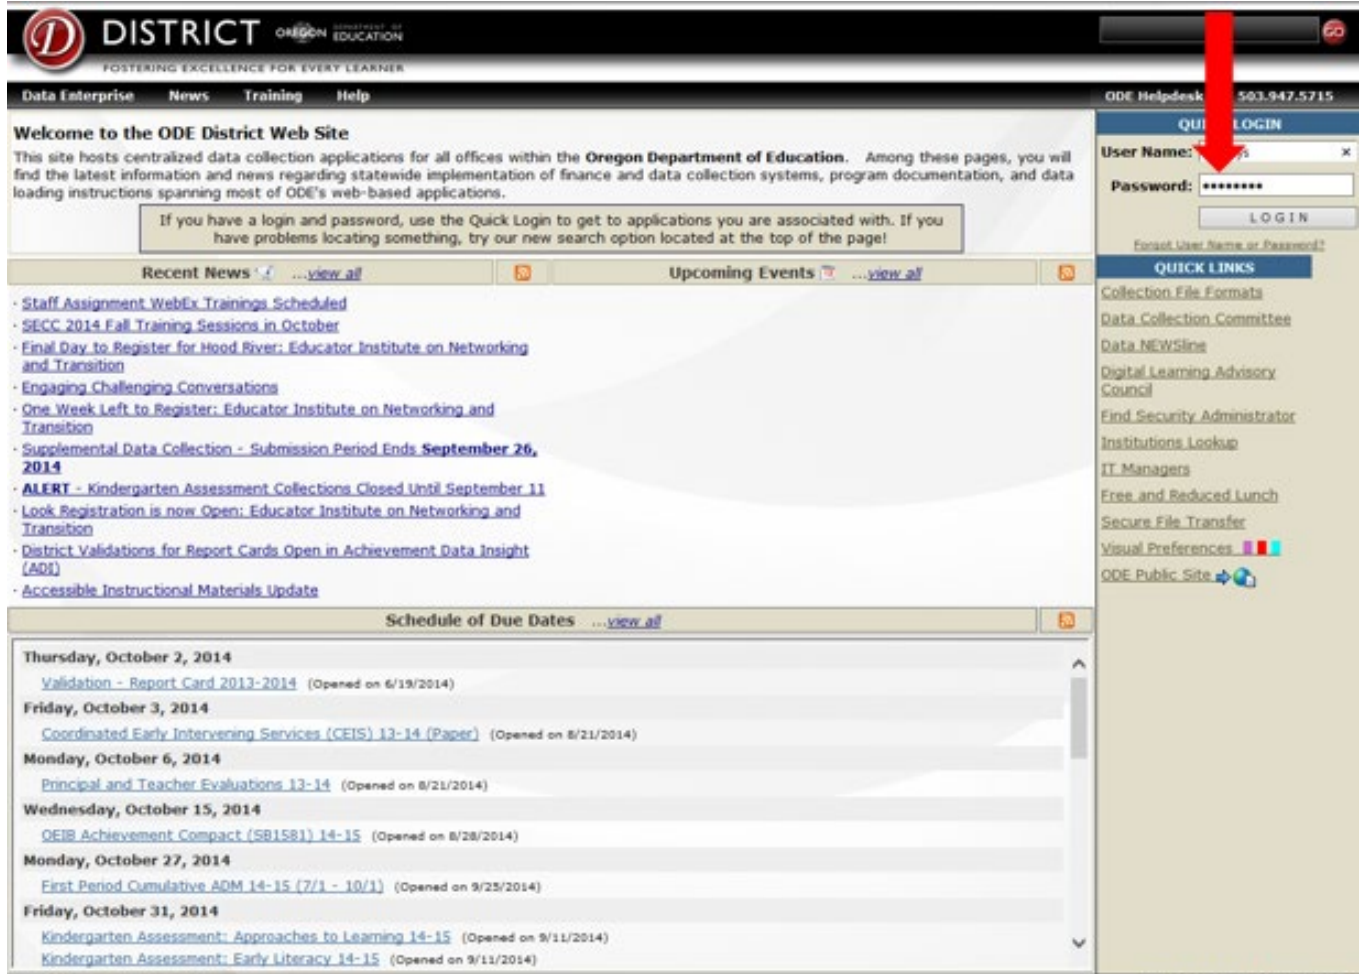 DISTRICT OREGON DEPARTMENT OF EDUCATION
FOSTERING EXCELLENCE FOR EVERY LEARNER
GO
Data Enterprise News Training Help
ODE Helpdesk 503.947.5715
Welcome to the ODE District Web Site
This site hosts centralized data collection applications for all offices within the Oregon Department of Education. Among these pages, you will
find the latest information and news regarding statewide implementation of finance and data collection systems, program documentation, and data
loading instructions spanning most of ODE's web-based applications.
If you have a login and password, use the Quick Login to get to applications you are associated with. If you
have problems locating something, try our new search option located at the top of the page!
Recent News ...view all
Upcoming Events ...view all
· Staff Assignment WebEx Trainings Scheduled
· SECC 2014 Fall Training Sessions in October
· Final Day to Register for Hood River: Educator Institute on Networking
and Transition
· Engaging Challenging Conversations
· One Week Left to Register: Educator Institute on Networking and
Transition
· Supplemental Data Collection - Submission Period Ends September 26,
2014
· ALERT - Kindergarten Assessment Collections Closed Until September 11
· Look Registration is now Open: Educator Institute on Networking and
Transition
· District Validations for Report Cards Open in Achievement Data Insight
(ADI)
· Accessible Instructional Materials Update
Schedule of Due Dates ...view all
Thursday, October 2, 2014
Validation - Report Card 2013-2014 (Opened on 6/19/2014)
Friday, October 3, 2014
Coordinated Early Intervening Services (CEIS) 13-14 (Paper) (Opened on 8/21/2014)
Monday, October 6, 2014
Principal and Teacher Evaluations 13-14 (Opened on 8/21/2014)
Wednesday, October 15, 2014
OEIB Achievement Compact (SB1581) 14-15 (Opened on 8/28/2014)
Monday, October 27, 2014
First Period Cumulative ADM 14-15 (7/1 - 10/1) (Opened on 9/25/2014)
Friday, October 31, 2014
Kindergarten Assessment: Approaches to Learning 14-15 (Opened on 9/11/2014)
Kindergarten Assessment: Early Literacy 14-15 (Opened on 9/11/2014)
LOGIN
User Name: ×
Password: ••••••••
LOGIN
Forgot User Name or Password?
QUICK LINKS
Collection File Formats
Data Collection Committee
Data NEWSline
Digital Learning Advisory
Council
Find Security Administrator
Institutions Lookup
IT Managers
Free and Reduced Lunch
Secure File Transfer
Visual Preferences
ODE Public Site